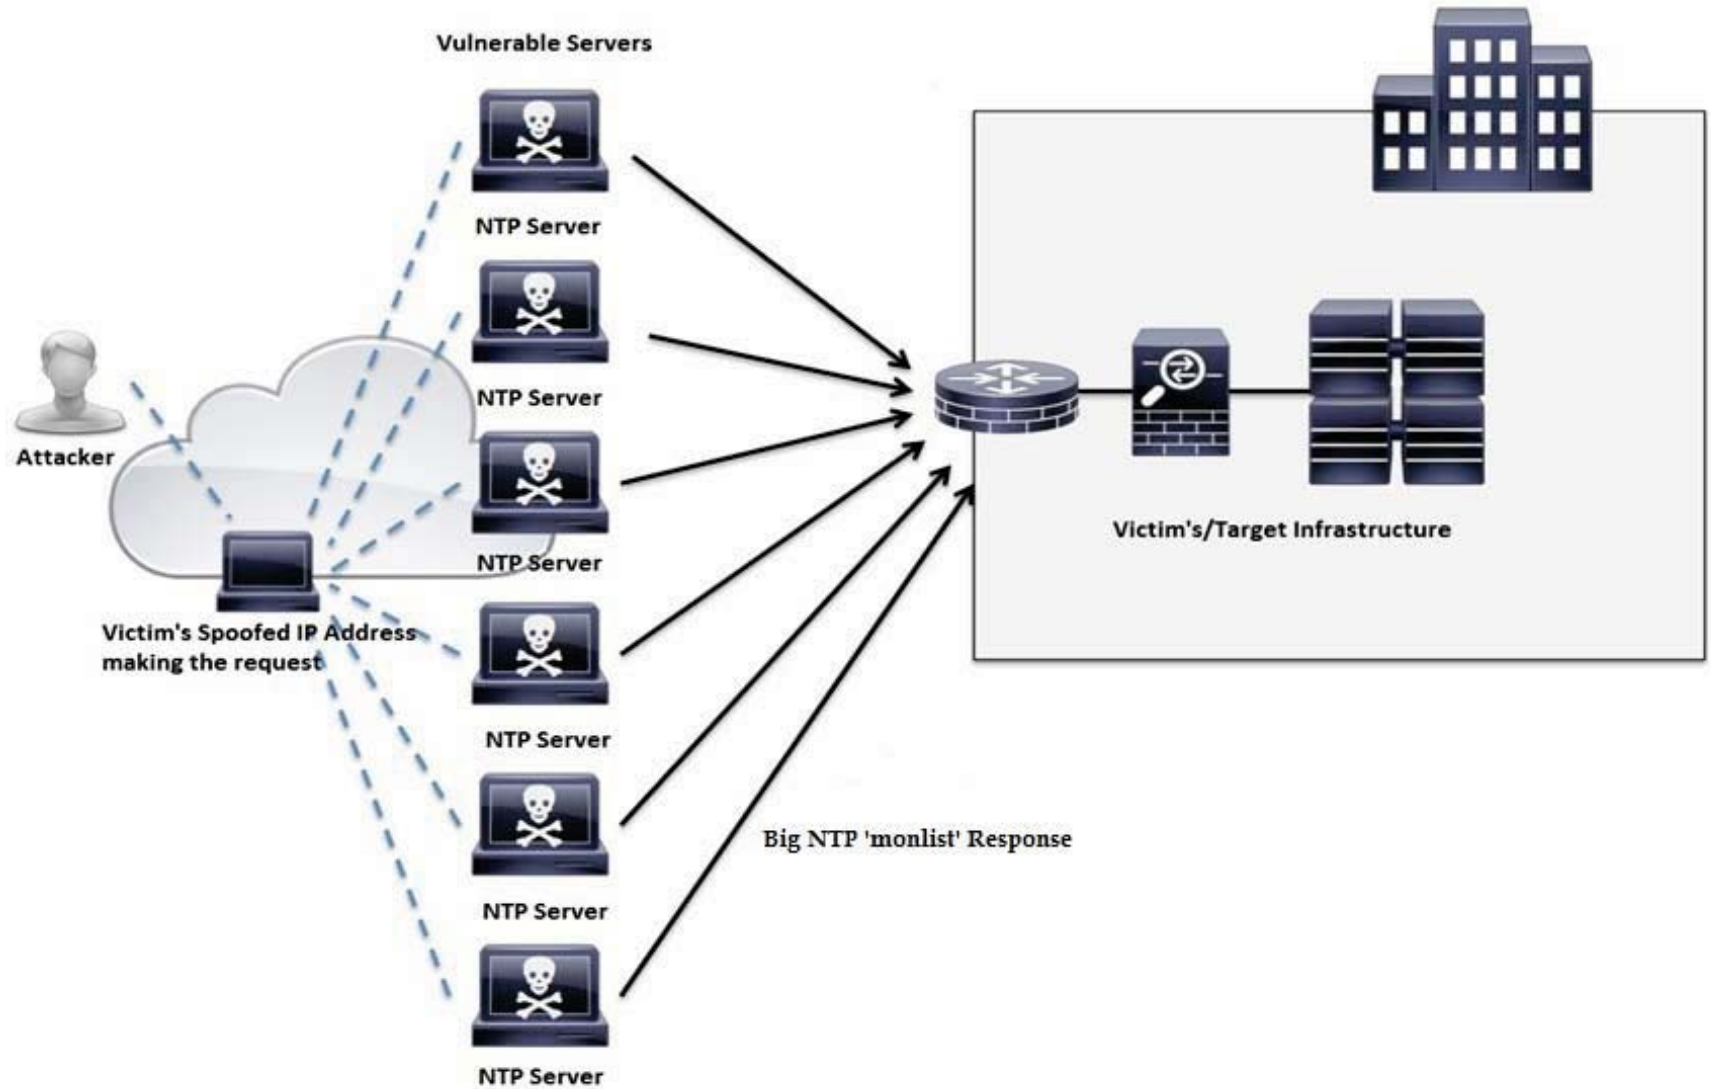 Vulnerable Servers
NTP Server
NTP Server
Attacker
NTP Server
Victim's/Target Infrastructure
Victim's Spoofed IP Address
making the request
NTP Server
Big NTP 'monlist' Response
NTP Server
NTP Server